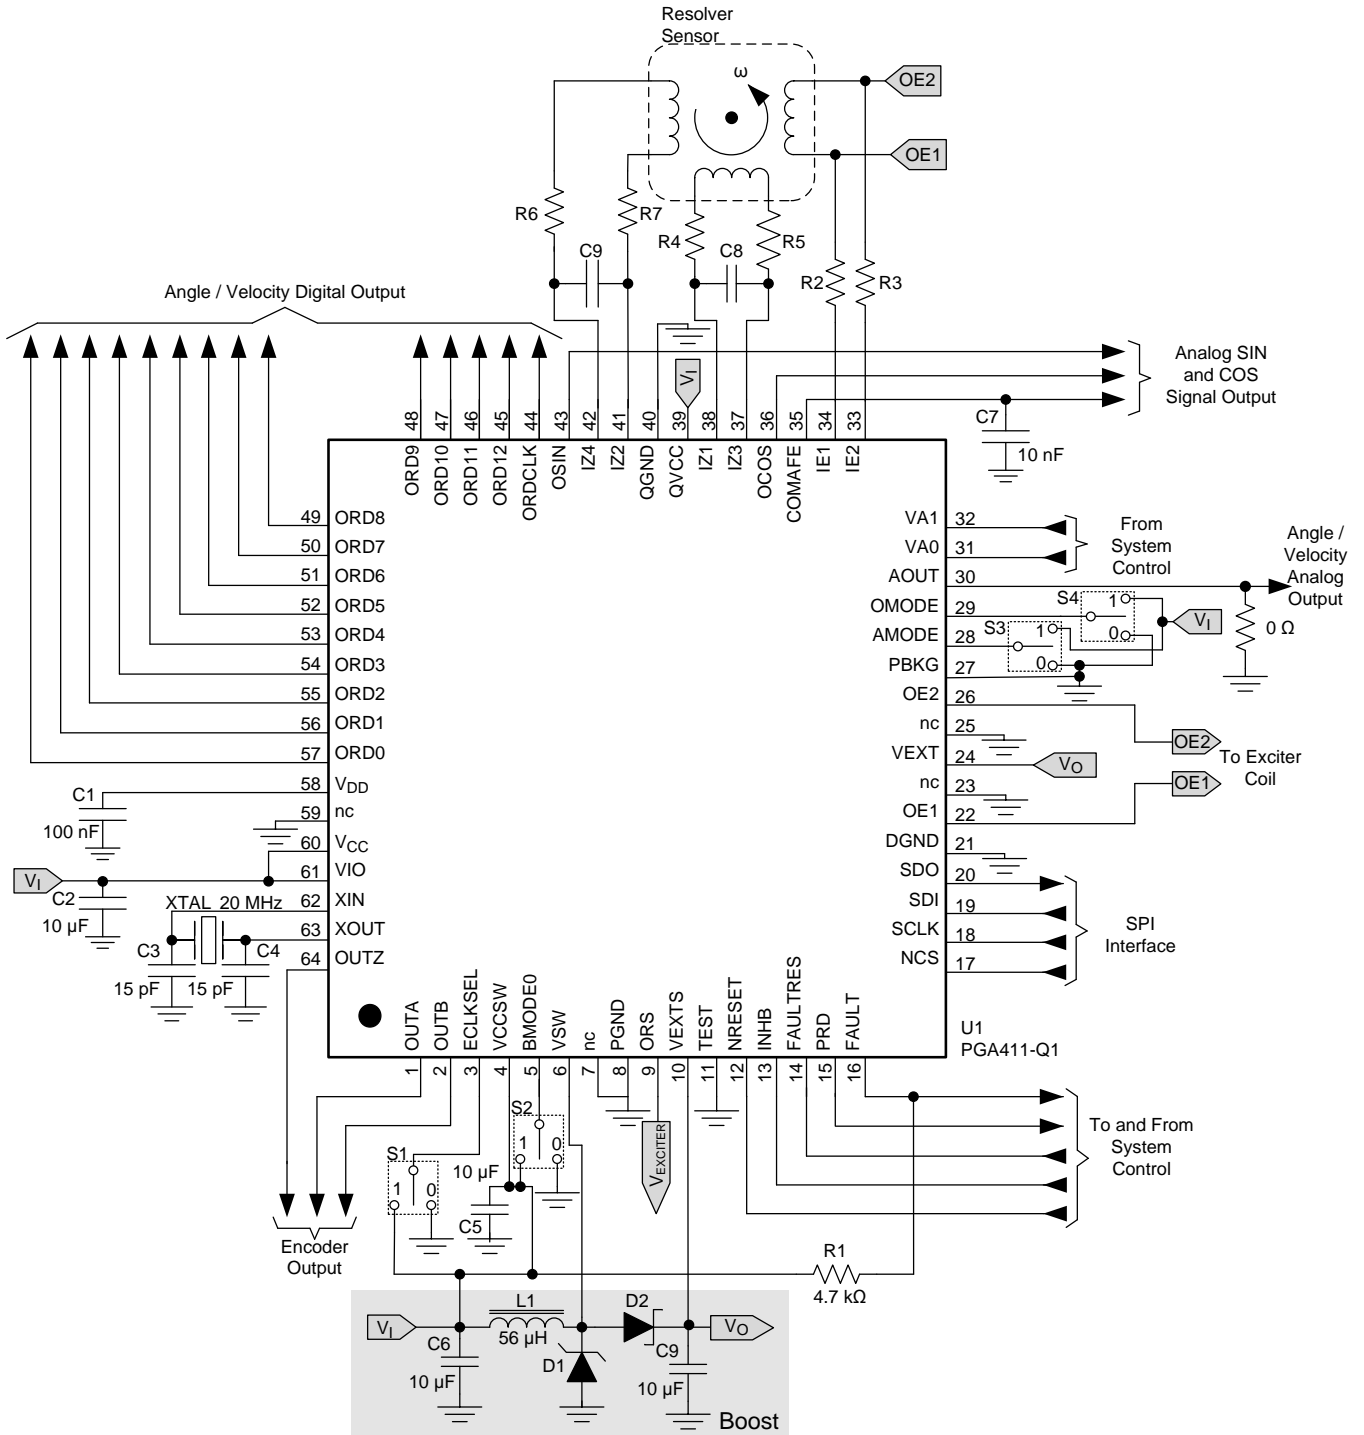 Resolver
Sensor
ω
OE2
OE1
R6
R7
R4
R5
C9
C8
R2
R3
Angle / Velocity Digital Output
V_I
Analog SIN
and COS
Signal Output
C7
10 nF
48
47
46
45
44
43
42
41
40
39
38
37
36
35
34
33
ORD9
ORD10
ORD11
ORD12
ORDCLK
OSIN
IZ4
IZ2
QGND
QVCC
IZ1
IZ3
OCOS
COMAFE
IE1
IE2
49 ORD8
50 ORD7
51 ORD6
52 ORD5
53 ORD4
54 ORD3
55 ORD2
56 ORD1
57 ORD0
58 V_DD
59 nc
60 V_CC
61 VIO
62 XIN
63 XOUT
64 OUTZ
VA1 32
VA0 31
AOUT 30
OMODE 29
AMODE 28
PBKG 27
OE2 26
nc 25
VEXT 24
nc 23
OE1 22
DGND 21
SDO 20
SDI 19
SCLK 18
NCS 17
From
System
Control
Angle /
Velocity
Analog
Output
S4
1
0
S3
1
0
V_I
0 Ω
OE2
V_O
OE1
To Exciter
Coil
SPI
Interface
C1
100 nF
V_I
C2
10 µF
XTAL 20 MHz
C3
C4
15 pF
15 pF
OUTA
OUTB
ECLKSEL
VCCSW
BMODE0
VSW
nc
PGND
ORS
VEXTS
TEST
NRESET
INHB
FAULTRES
PRD
FAULT
U1
PGA411-Q1
1
2
3
4
5
6
7
8
9
10
11
12
13
14
15
16
S2
1
0
S1
1
0
10 µF
C5
V_EXCITER
To and From
System
Control
Encoder
Output
R1
4.7 kΩ
V_I
L1
56 µH
D2
V_O
C6
10 µF
D1
C9
10 µF
Boost